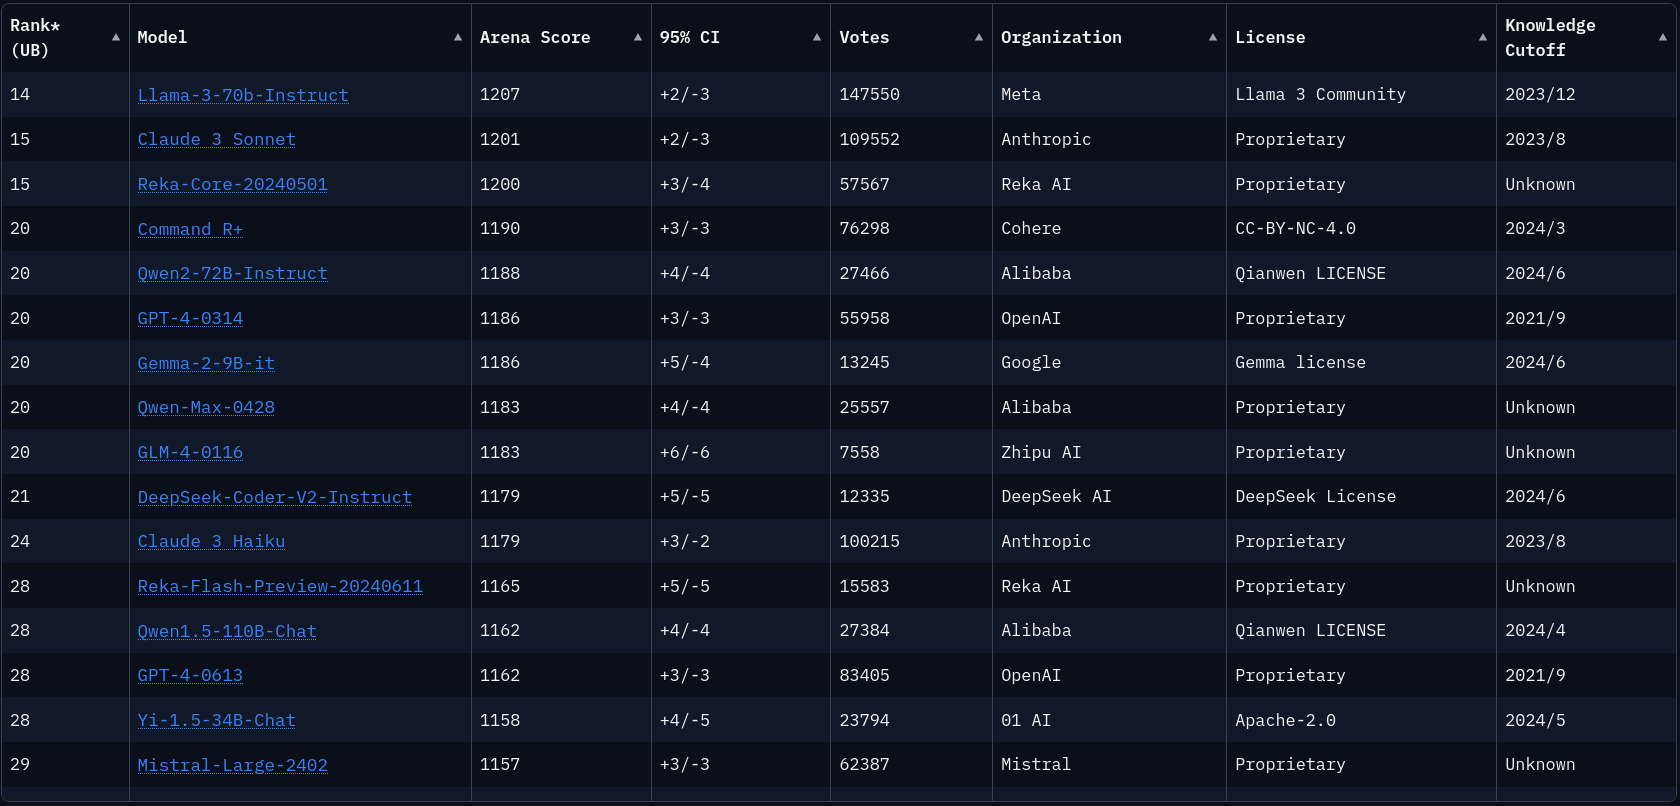 Rank* (UB) ▲ Model ▲ Arena Score ▲ 95% CI ▲ Votes ▲ Organization ▲ License ▲ Knowledge Cutoff ▲
14 Llama-3-70b-Instruct 1207 +2/-3 147550 Meta Llama 3 Community 2023/12
15 Claude 3 Sonnet 1201 +2/-3 109552 Anthropic Proprietary 2023/8
15 Reka-Core-20240501 1200 +3/-4 57567 Reka AI Proprietary Unknown
20 Command R+ 1190 +3/-3 76298 Cohere CC-BY-NC-4.0 2024/3
20 Qwen2-72B-Instruct 1188 +4/-4 27466 Alibaba Qianwen LICENSE 2024/6
20 GPT-4-0314 1186 +3/-3 55958 OpenAI Proprietary 2021/9
20 Gemma-2-9B-it 1186 +5/-4 13245 Google Gemma license 2024/6
20 Qwen-Max-0428 1183 +4/-4 25557 Alibaba Proprietary Unknown
20 GLM-4-0116 1183 +6/-6 7558 Zhipu AI Proprietary Unknown
21 DeepSeek-Coder-V2-Instruct 1179 +5/-5 12335 DeepSeek AI DeepSeek License 2024/6
24 Claude 3 Haiku 1179 +3/-2 100215 Anthropic Proprietary 2023/8
28 Reka-Flash-Preview-20240611 1165 +5/-5 15583 Reka AI Proprietary Unknown
28 Qwen1.5-110B-Chat 1162 +4/-4 27384 Alibaba Qianwen LICENSE 2024/4
28 GPT-4-0613 1162 +3/-3 83405 OpenAI Proprietary 2021/9
28 Yi-1.5-34B-Chat 1158 +4/-5 23794 01 AI Apache-2.0 2024/5
29 Mistral-Large-2402 1157 +3/-3 62387 Mistral Proprietary Unknown